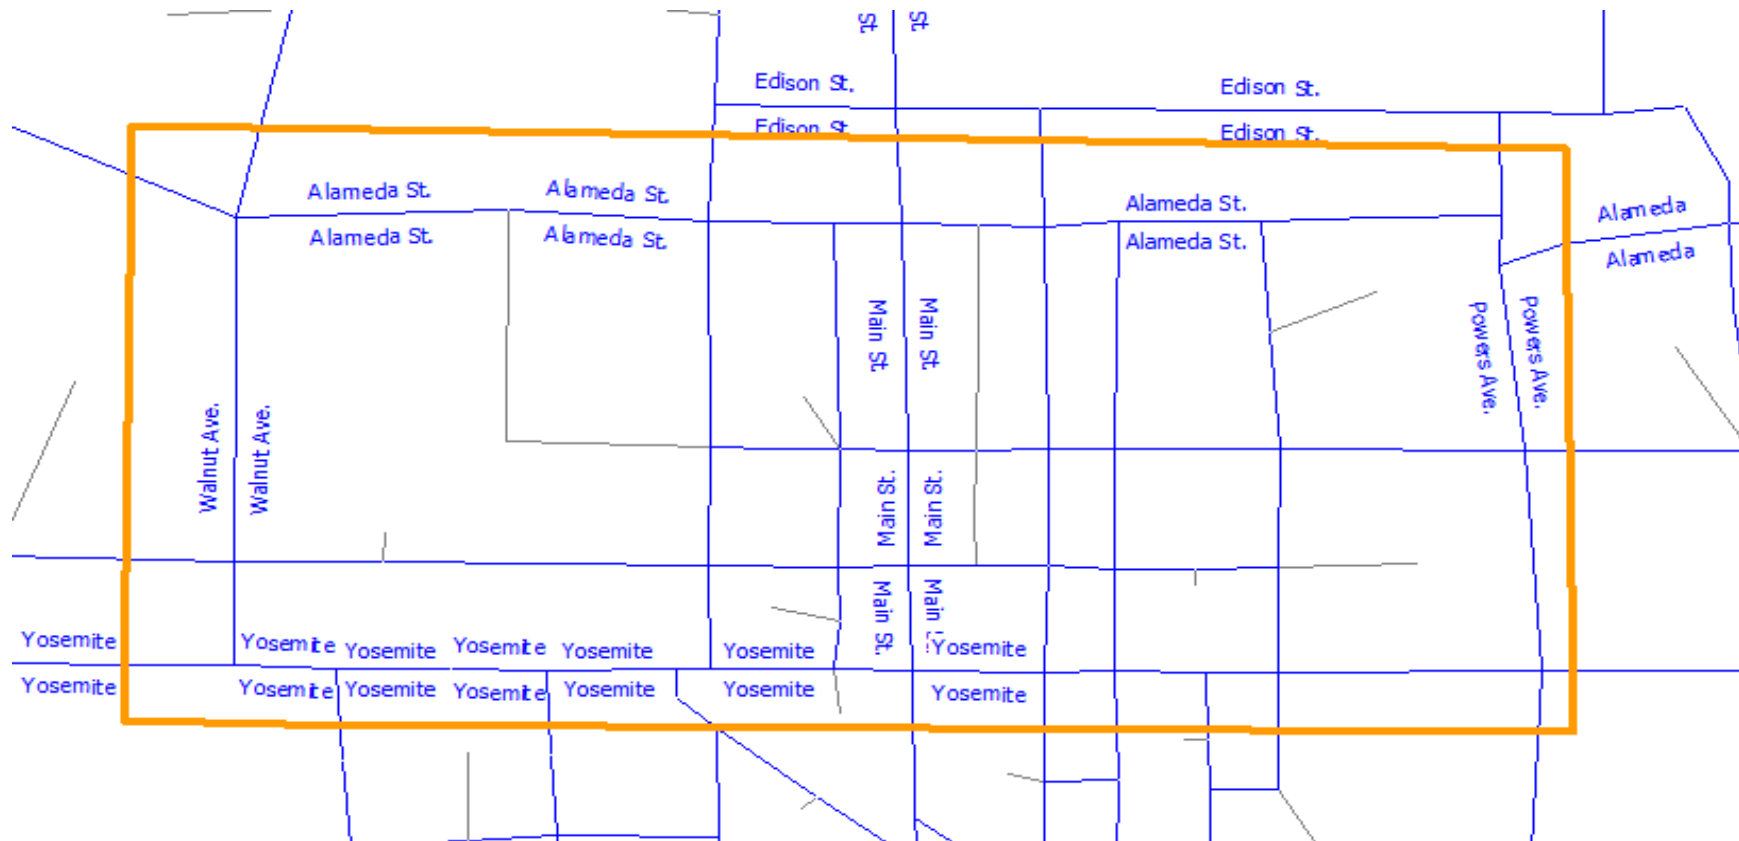 St.
St.
Edison St.
Edison St.
Edison St.
Edison St.
Alameda St.
Alameda St.
Alameda St.
Alameda
Alameda St.
Alameda St.
Alameda St.
Alameda
Main St.
Main St.
Powers Ave.
Powers Ave.
Walnut Ave.
Walnut Ave.
Main St.
Main St.
Main St.
Main
Yosemite
Yosemite
Yosemite
Yosemite
Yosemite
Yosemite
Yosemite
Yosemite
Yosemite
Yosemite
Yosemite
Yosemite
Yosemite
Yosemite